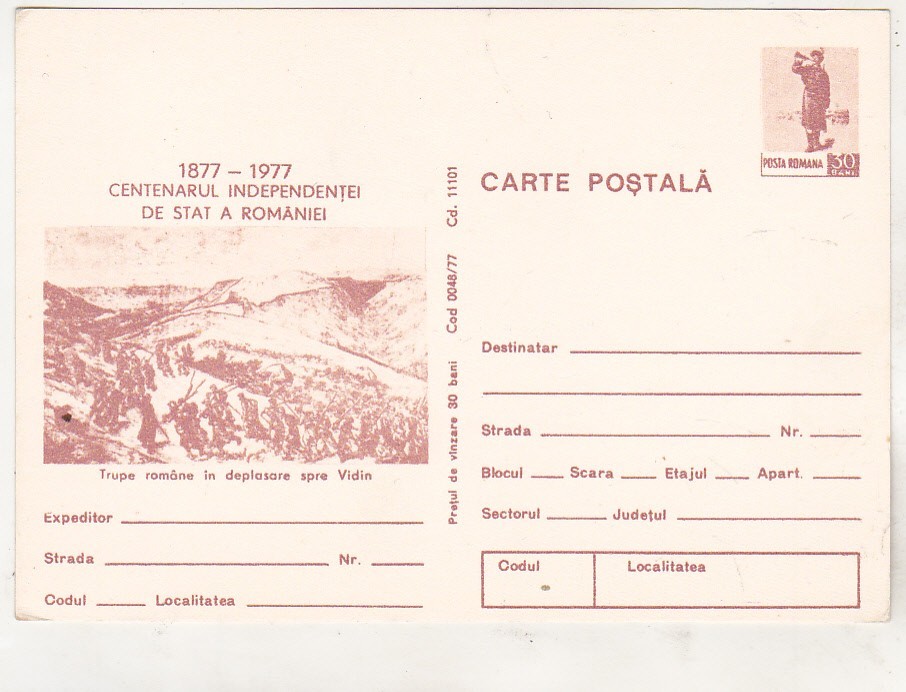 1877 – 1977
CENTENARUL INDEPENDENȚEI
DE STAT A ROMÂNIEI
Trupe române in deplasare spre Vidin
Expeditor
Strada Nr.
Codul Localitatea
Prețul de vînzare 30 bani Cod 0048/77 Cd. 11101
POSTA ROMANA 30
BANI
CARTE POȘTALĂ
Destinatar
Strada Nr.
Blocul Scara Etajul Apart.
Sectorul Județul
Codul Localitatea